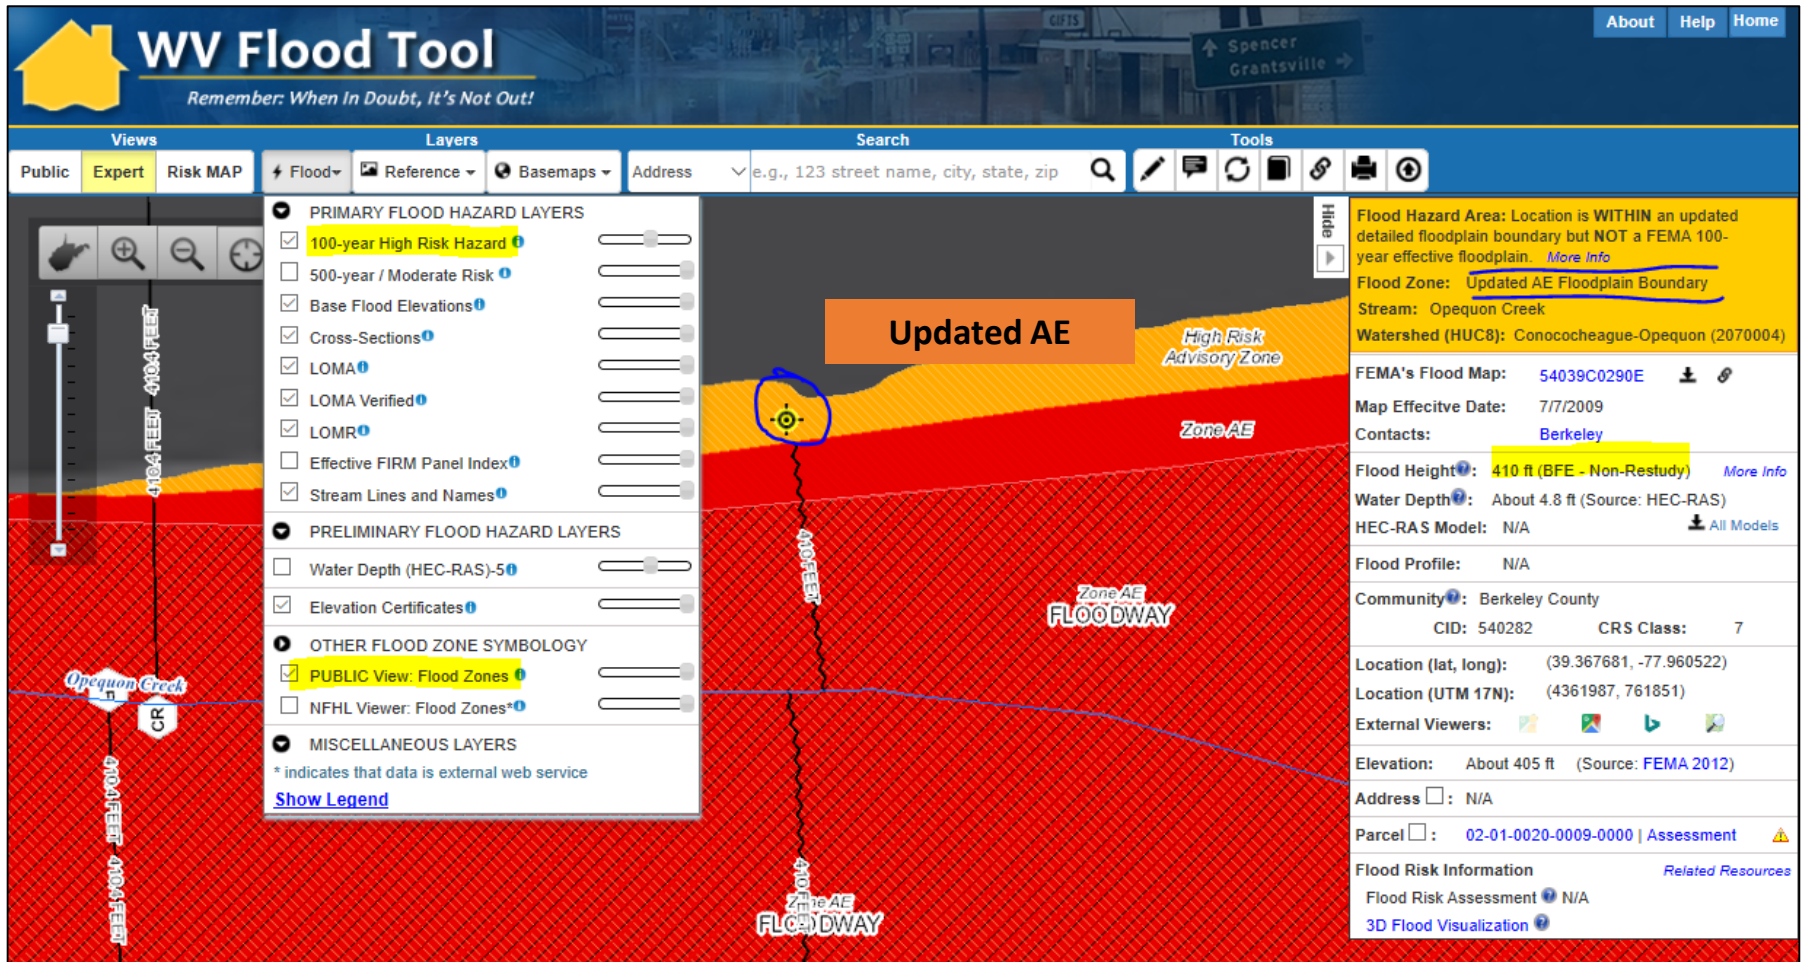 About Help Home
WV Flood Tool
Remember: When In Doubt, It's Not Out!
GIFTS
Spencer
Grantsville
Views Layers Search Tools
Public Expert Risk MAP Flood Reference Basemaps Address e.g., 123 street name, city, state, zip
PRIMARY FLOOD HAZARD LAYERS
100-year High Risk Hazard
500-year / Moderate Risk
Base Flood Elevations
Cross-Sections
LOMA
LOMA Verified
LOMR
Effective FIRM Panel Index
Stream Lines and Names
PRELIMINARY FLOOD HAZARD LAYERS
Water Depth (HEC-RAS)-5
Elevation Certificates
OTHER FLOOD ZONE SYMBOLOGY
PUBLIC View: Flood Zones
NFHL Viewer: Flood Zones*
MISCELLANEOUS LAYERS
* indicates that data is external web service
Show Legend
410.4 FEET 410.4 FEET
Opequon Creek
CR
410.4 FEET 410.4 FEET
Updated AE
High Risk
Advisory Zone
Zone AE
410 FEET
Zone AE
FLOODWAY
410 FEET
Zone AE
FLOODWAY
Hide
Flood Hazard Area: Location is WITHIN an updated
detailed floodplain boundary but NOT a FEMA 100-
year effective floodplain. More Info
Flood Zone: Updated AE Floodplain Boundary
Stream: Opequon Creek
Watershed (HUC8): Conococheague-Opequon (2070004)
FEMA's Flood Map: 54039C0290E
Map Effecitve Date: 7/7/2009
Contacts: Berkeley
Flood Height: 410 ft (BFE - Non-Restudy) More Info
Water Depth: About 4.8 ft (Source: HEC-RAS)
HEC-RAS Model: N/A All Models
Flood Profile: N/A
Community: Berkeley County
CID: 540282 CRS Class: 7
Location (lat, long): (39.367681, -77.960522)
Location (UTM 17N): (4361987, 761851)
External Viewers:
Elevation: About 405 ft (Source: FEMA 2012)
Address : N/A
Parcel : 02-01-0020-0009-0000 | Assessment
Flood Risk Information Related Resources
Flood Risk Assessment N/A
3D Flood Visualization